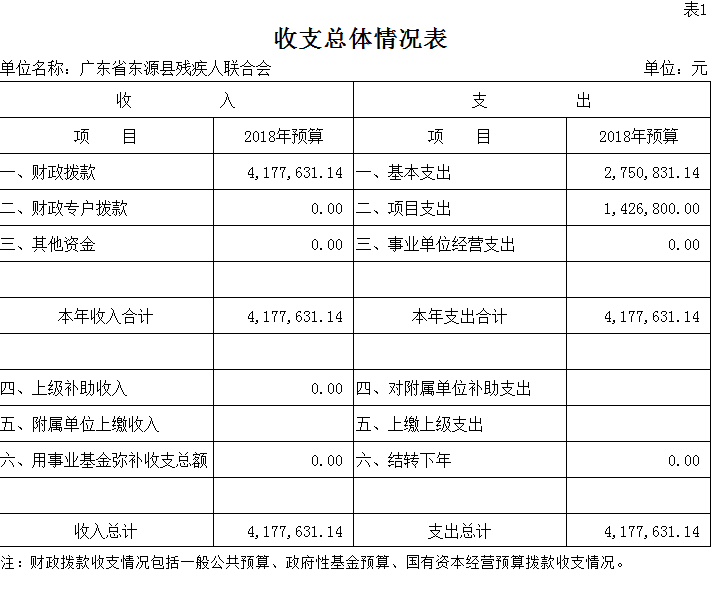 表1
收支总体情况表
单位名称：广东省东源县残疾人联合会 单位：元
收 入 支 出
项 目 2018年预算 项 目 2018年预算
一、财政拨款 4,177,631.14 一、基本支出 2,750,831.14
二、财政专户拨款 0.00 二、项目支出 1,426,800.00
三、其他资金 0.00 三、事业单位经营支出 0.00
本年收入合计 4,177,631.14 本年支出合计 4,177,631.14
四、上级补助收入 0.00 四、对附属单位补助支出
五、附属单位上缴收入 五、上缴上级支出
六、用事业基金弥补收支总额 0.00 六、结转下年 0.00
收入总计 4,177,631.14 支出总计 4,177,631.14
注：财政拨款收支情况包括一般公共预算、政府性基金预算、国有资本经营预算拨款收支情况。